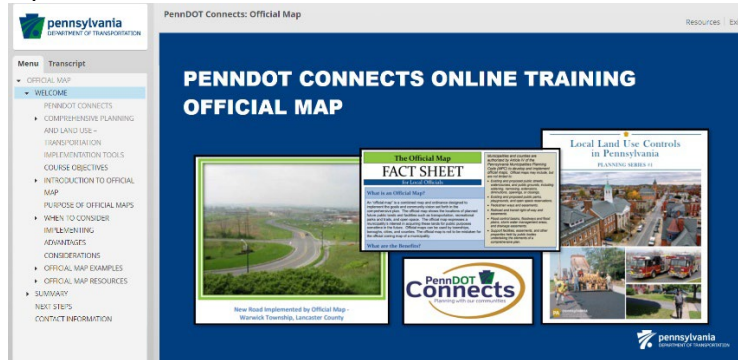 pennsylvania
DEPARTMENT OF TRANSPORTATION
PennDOT Connects: Official Map
Resources
Menu Transcript
OFFICIAL MAP
WELCOME
PENNDOT CONNECTS
COMPREHENSIVE PLANNING
AND LAND USE –
TRANSPORTATION
IMPLEMENTATION TOOLS
COURSE OBJECTIVES
INTRODUCTION TO OFFICIAL
MAP
PURPOSE OF OFFICIAL MAPS
WHEN TO CONSIDER
IMPLEMENTING
ADVANTAGES
CONSIDERATIONS
OFFICIAL MAP EXAMPLES
OFFICIAL MAP RESOURCES
SUMMARY
NEXT STEPS
CONTACT INFORMATION
PENNDOT CONNECTS ONLINE TRAINING
OFFICIAL MAP
New Road Implemented by Official Map -
Warwick Township, Lancaster County
The Official Map
FACT SHEET
for Local Officials
What is an Official Map?
What are the Benefits?
PennDOT
Connects
Planning with our communities
Local Land Use Controls
in Pennsylvania
PLANNING SERIES #1
pennsylvania
DEPARTMENT OF TRANSPORTATION